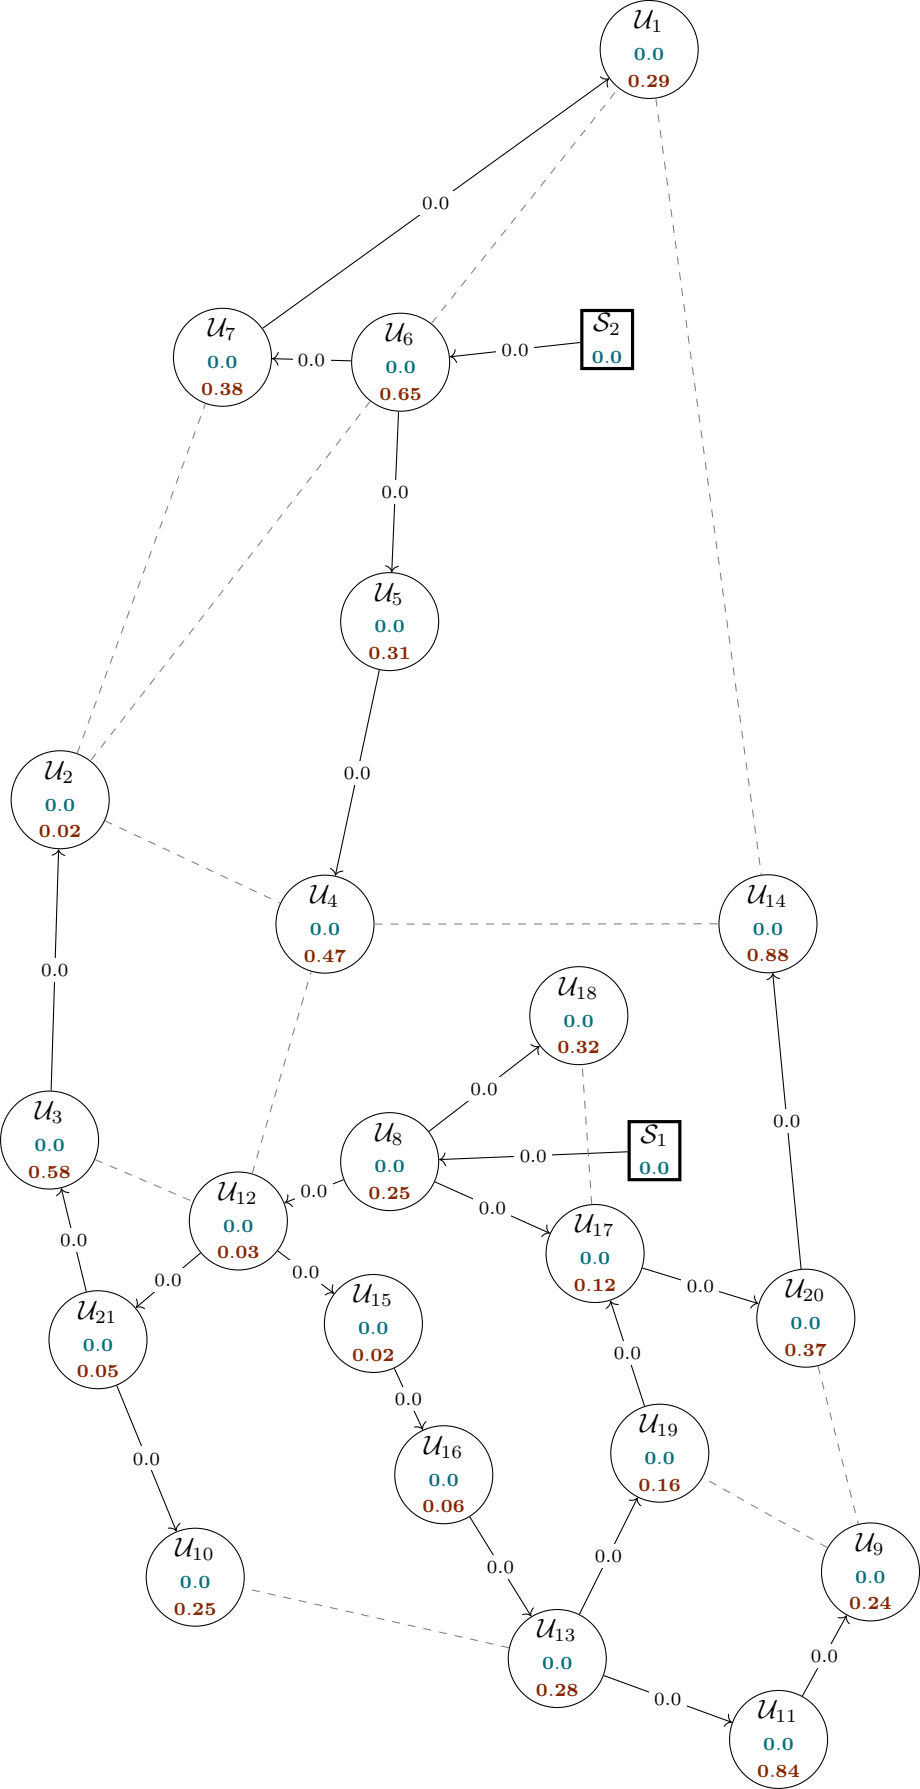 𝒰₁
0.0
0.29
0.0
𝒰₇
0.0
0.38
0.0
𝒰₆
0.0
0.65
0.0
𝒮₂
0.0
0.0
𝒰₅
0.0
0.31
0.0
𝒰₂
0.0
0.02
𝒰₄
0.0
0.47
𝒰₁₄
0.0
0.88
0.0
𝒰₁₈
0.0
0.32
0.0
0.0
𝒰₃
0.0
0.58
𝒰₈
0.0
0.25
0.0
𝒮₁
0.0
𝒰₁₂
0.0
0.03
0.0
0.0
𝒰₁₇
0.0
0.12
0.0
0.0
0.0
0.0
𝒰₂₁
0.0
0.05
𝒰₁₅
0.0
0.02
𝒰₂₀
0.0
0.37
0.0
0.0
0.0
𝒰₁₆
0.0
0.06
𝒰₁₉
0.0
0.16
𝒰₁₀
0.0
0.25
0.0
0.0
𝒰₉
0.0
0.24
𝒰₁₃
0.0
0.28
0.0
0.0
𝒰₁₁
0.0
0.84